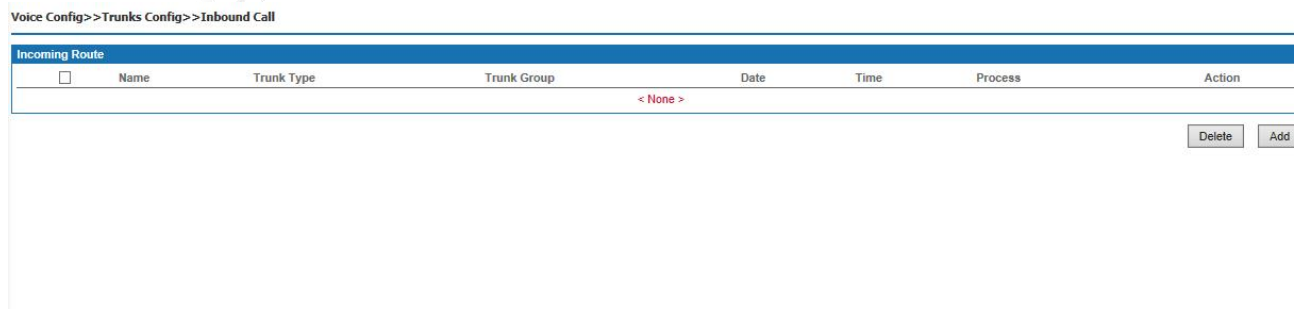 Voice Config>>Trunks Config>>Inbound Call
Incoming Route
Name Trunk Type Trunk Group Date Time Process Action
< None >
Delete Add